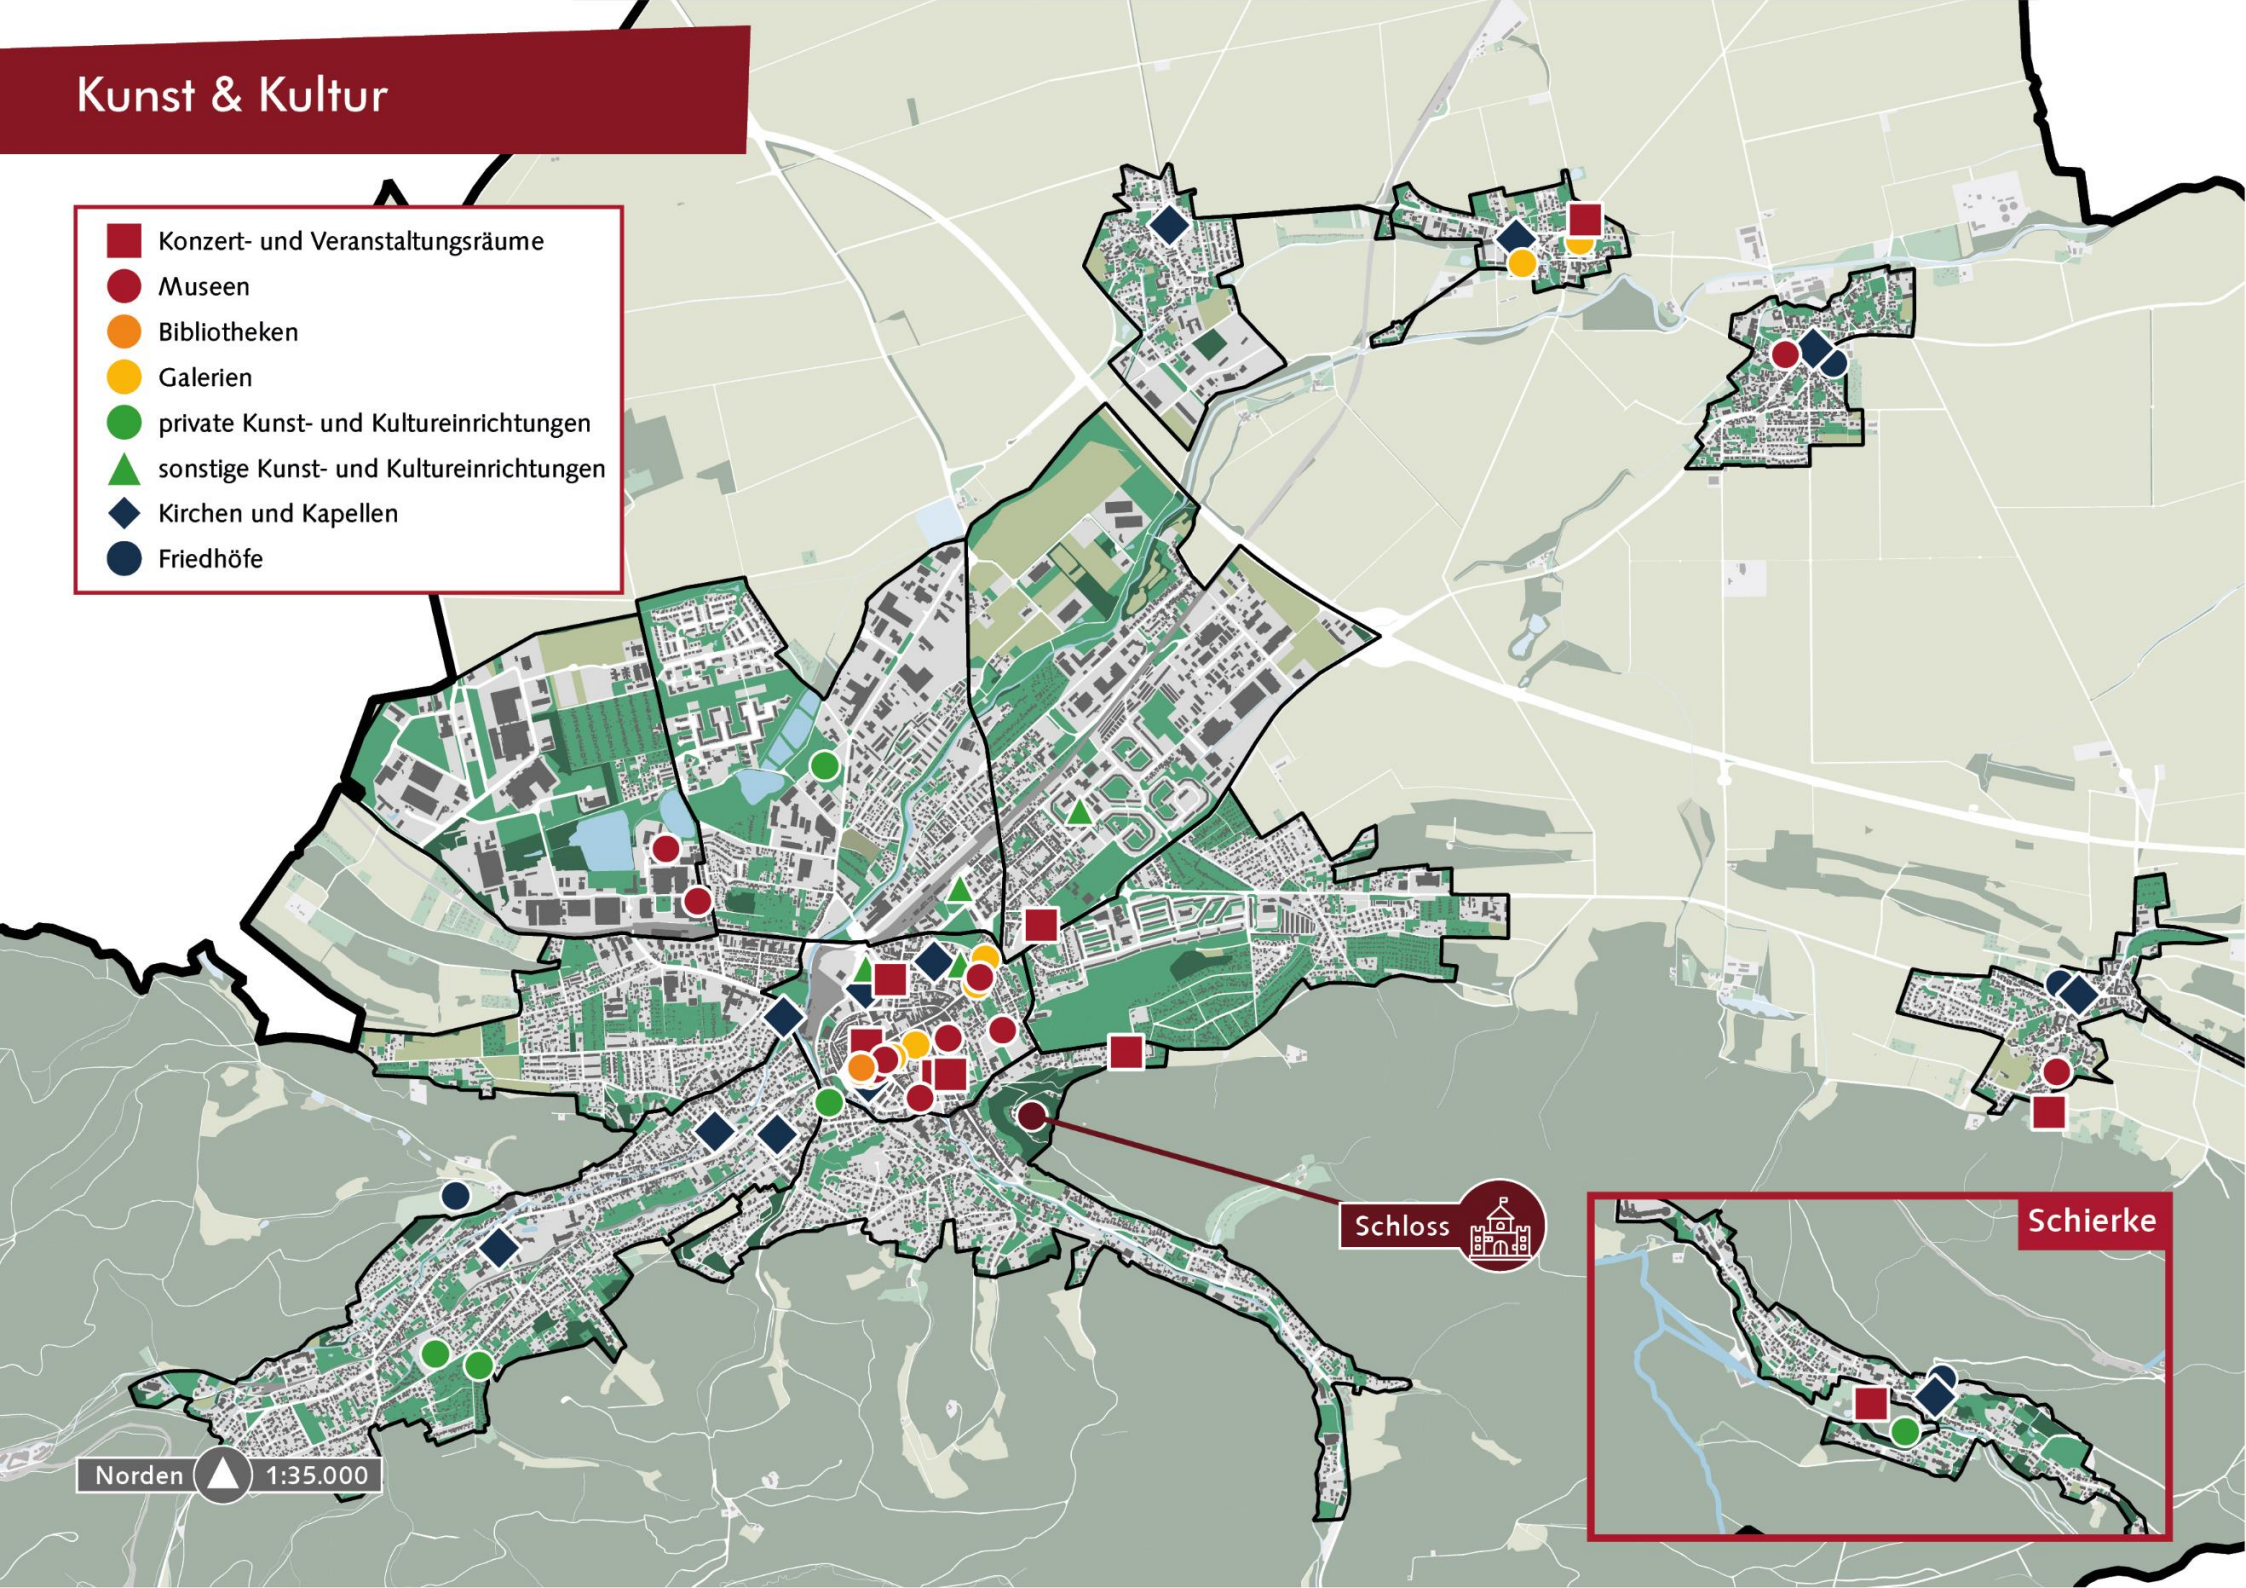 Kunst & Kultur
Konzert- und Veranstaltungsräume
Museen
Bibliotheken
Galerien
private Kunst- und Kultureinrichtungen
sonstige Kunst- und Kultureinrichtungen
Kirchen und Kapellen
Friedhöfe
Schloss
Schierke
Norden 1:35.000